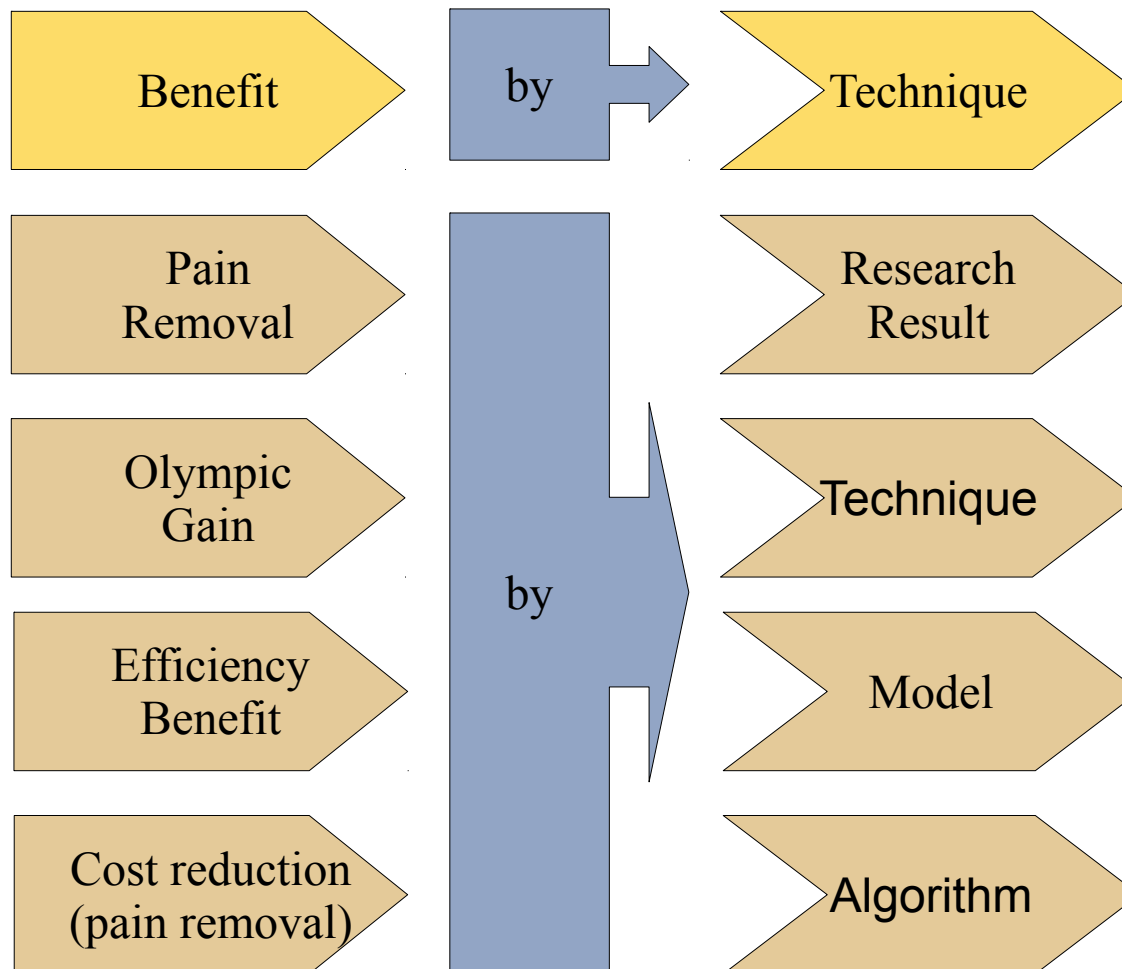 Benefit
by
Technique
Pain
Removal
Research
Result
Olympic
Gain
Technique
by
Efficiency
Benefit
Model
Cost reduction
(pain removal)
Algorithm